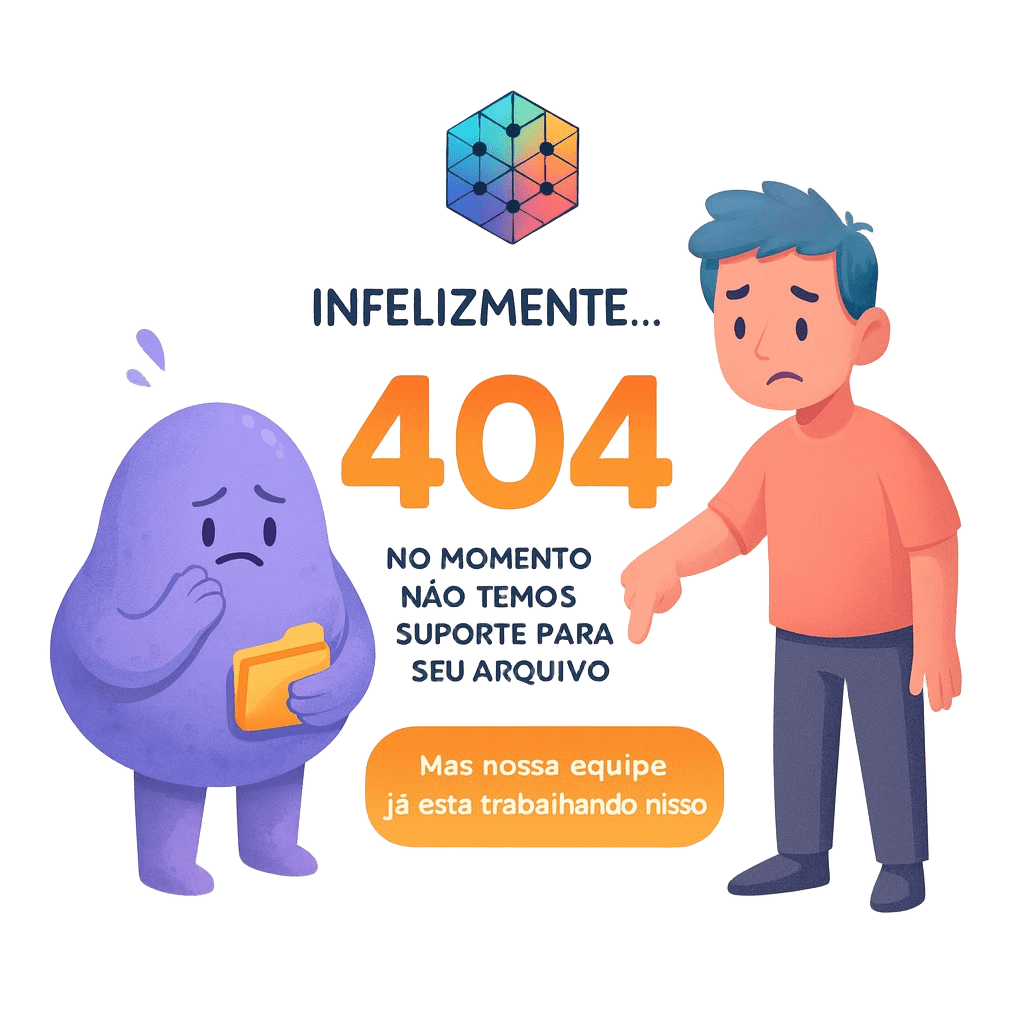 INFELIZMENTE...
404
NO MOMENTO
NÁO TEMOS
SUPORTE PARA
SEU ARQUIVO
Mas nossa equipe
já esta trabaihando nisso